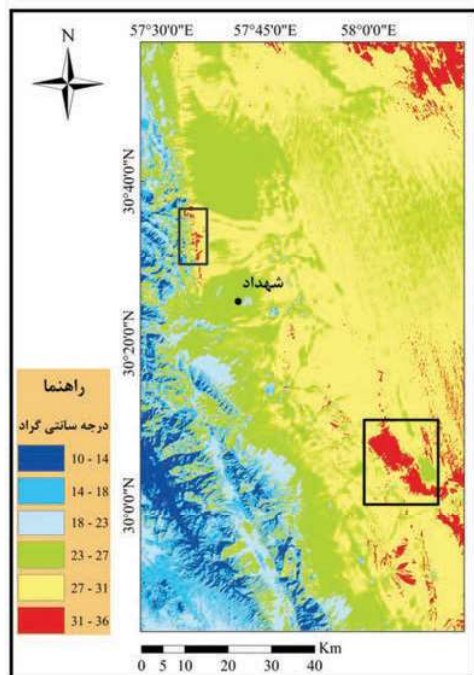 57°30'0"E 57°45'0"E 58°0'0"E
N
30°40'0"N
شهداد
30°20'0"N
30°0'0"N
راهنما
درجه سانتی گراد
10 - 14
14 - 18
18 - 23
23 - 27
27 - 31
31 - 36
Km
0 5 10 20 30 40